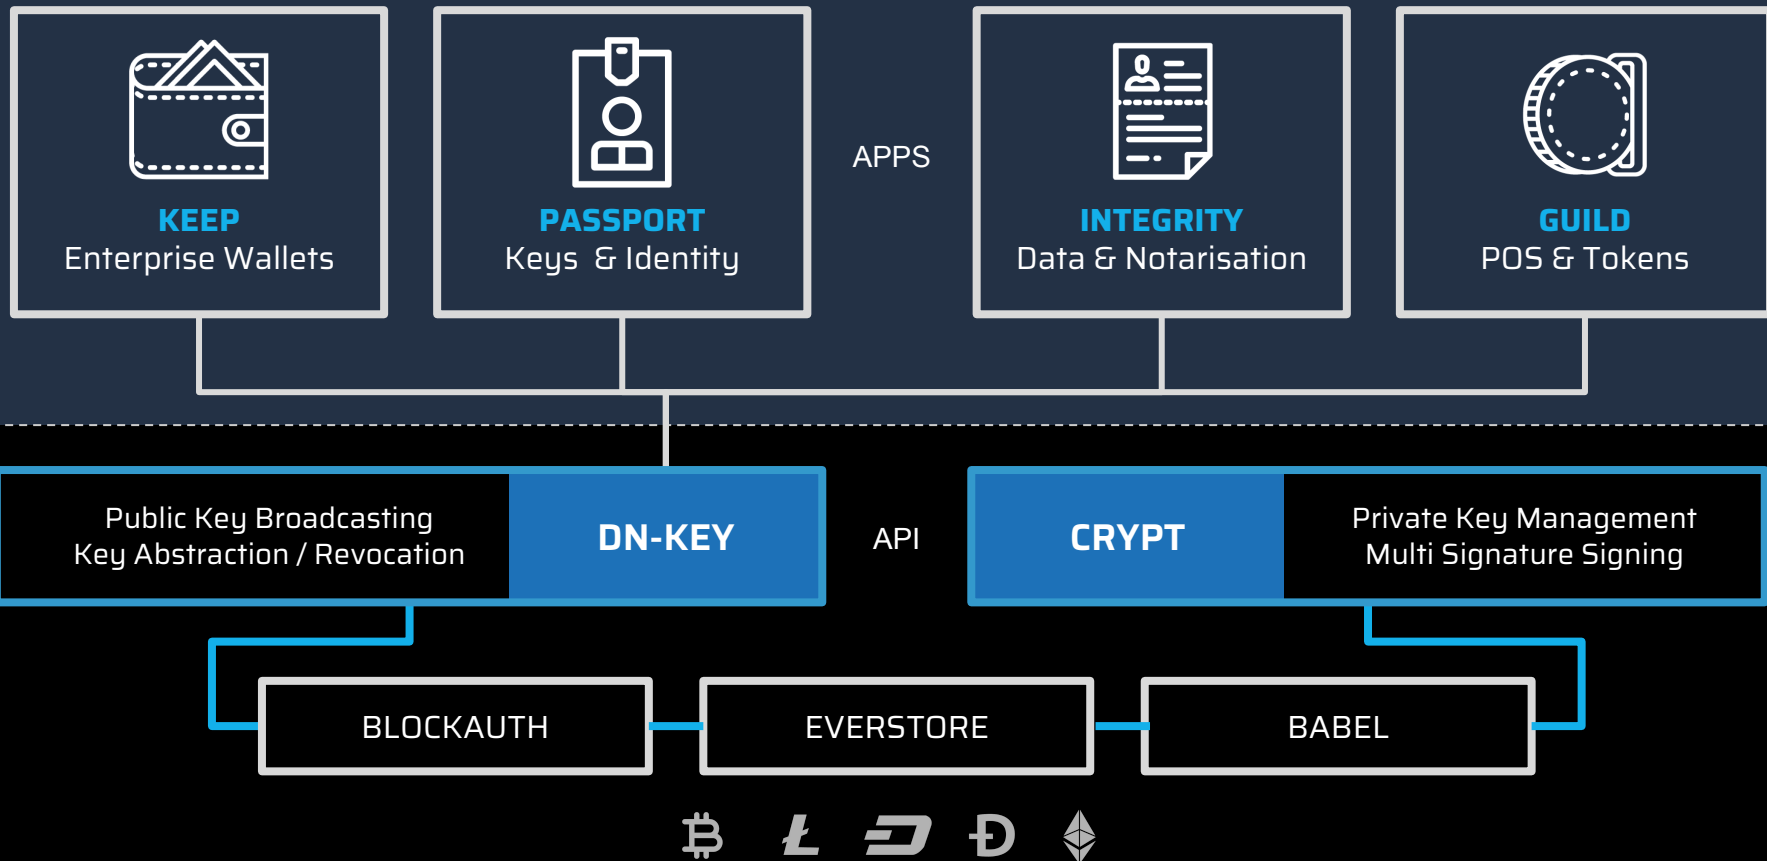 KEEP
Enterprise Wallets
PASSPORT
Keys & Identity
APPS
INTEGRITY
Data & Notarisation
GUILD
POS & Tokens
Public Key Broadcasting
Key Abstraction / Revocation
DN-KEY
API
CRYPT
Private Key Management
Multi Signature Signing
BLOCKAUTH
EVERSTORE
BABEL